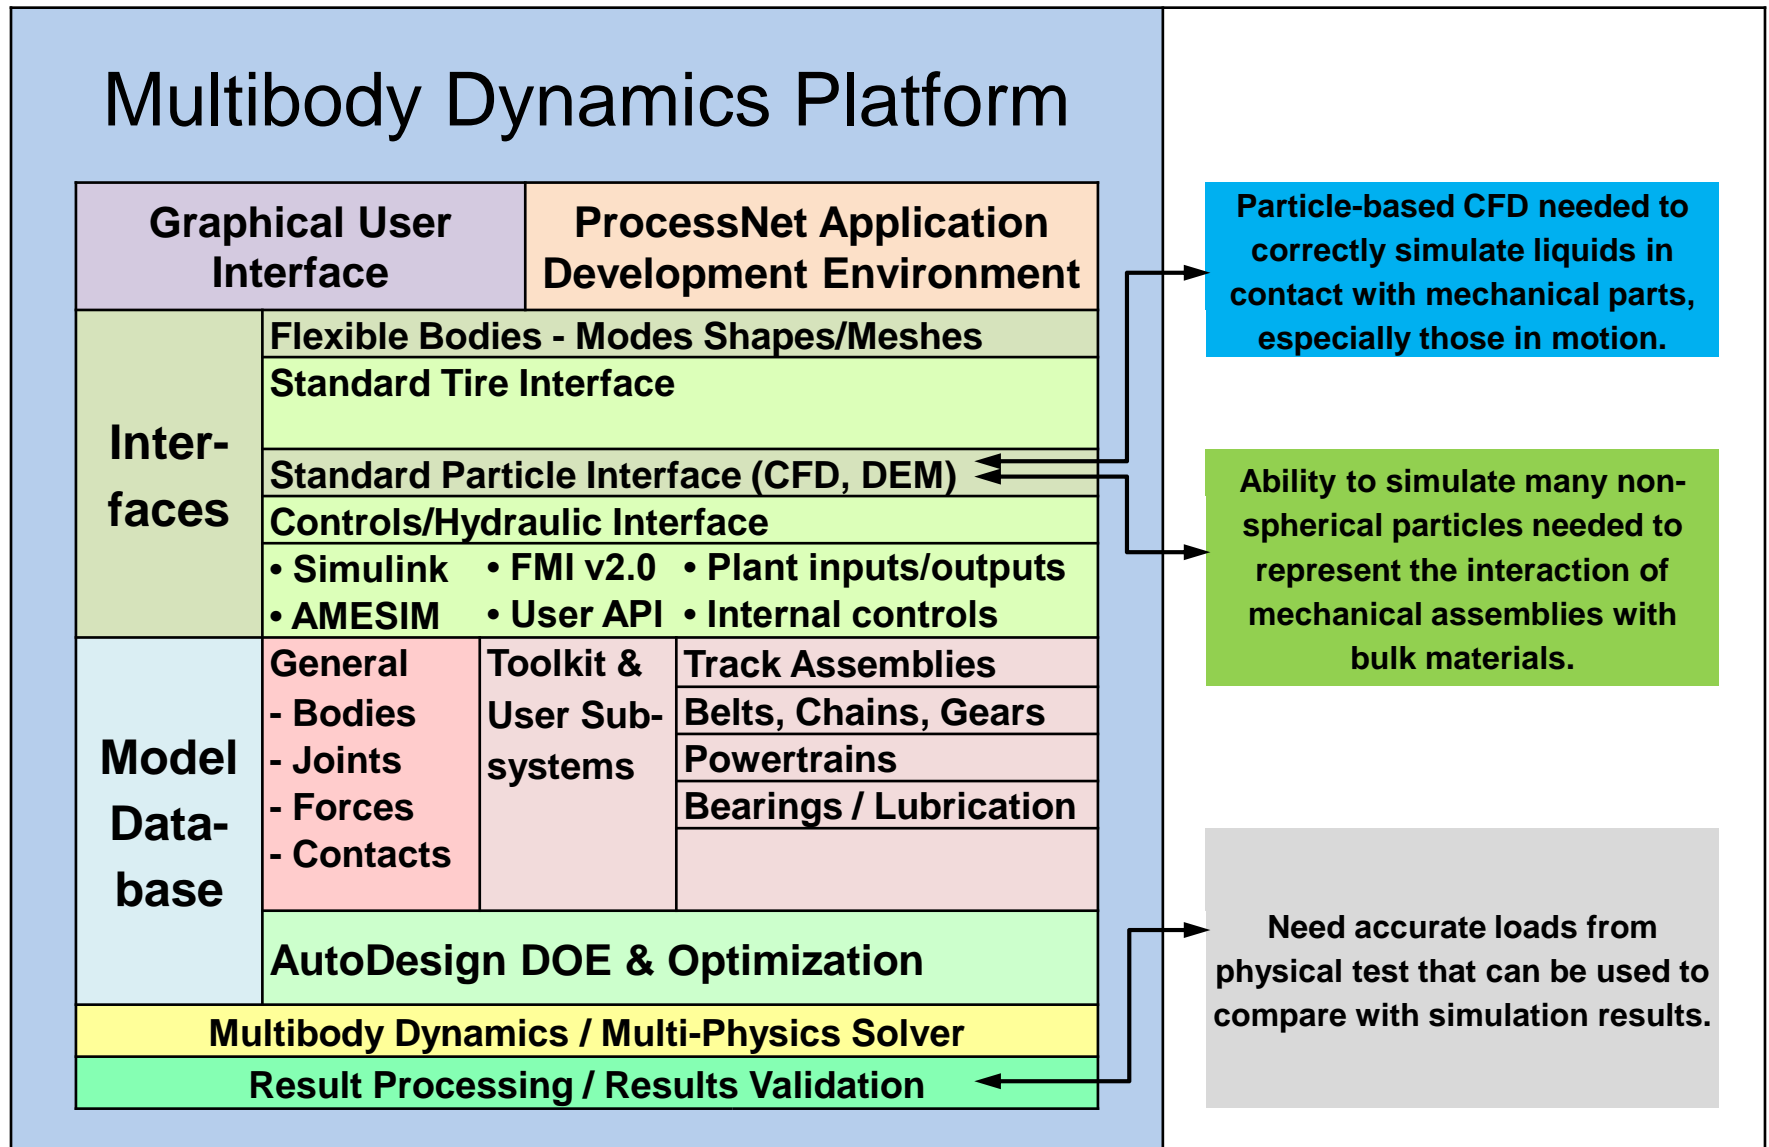 Multibody Dynamics Platform
Graphical User
Interface
ProcessNet Application
Development Environment
Inter-
faces
Flexible Bodies - Modes Shapes/Meshes
Standard Tire Interface
Standard Particle Interface (CFD, DEM)
Controls/Hydraulic Interface
• Simulink • FMI v2.0 • Plant inputs/outputs
• AMESIM • User API • Internal controls
Model
Data-
base
General
- Bodies
- Joints
- Forces
- Contacts
Toolkit &
User Sub-
systems
Track Assemblies
Belts, Chains, Gears
Powertrains
Bearings / Lubrication
AutoDesign DOE & Optimization
Multibody Dynamics / Multi-Physics Solver
Result Processing / Results Validation
Particle-based CFD needed to
correctly simulate liquids in
contact with mechanical parts,
especially those in motion.
Ability to simulate many non-
spherical particles needed to
represent the interaction of
mechanical assemblies with
bulk materials.
Need accurate loads from
physical test that can be used to
compare with simulation results.